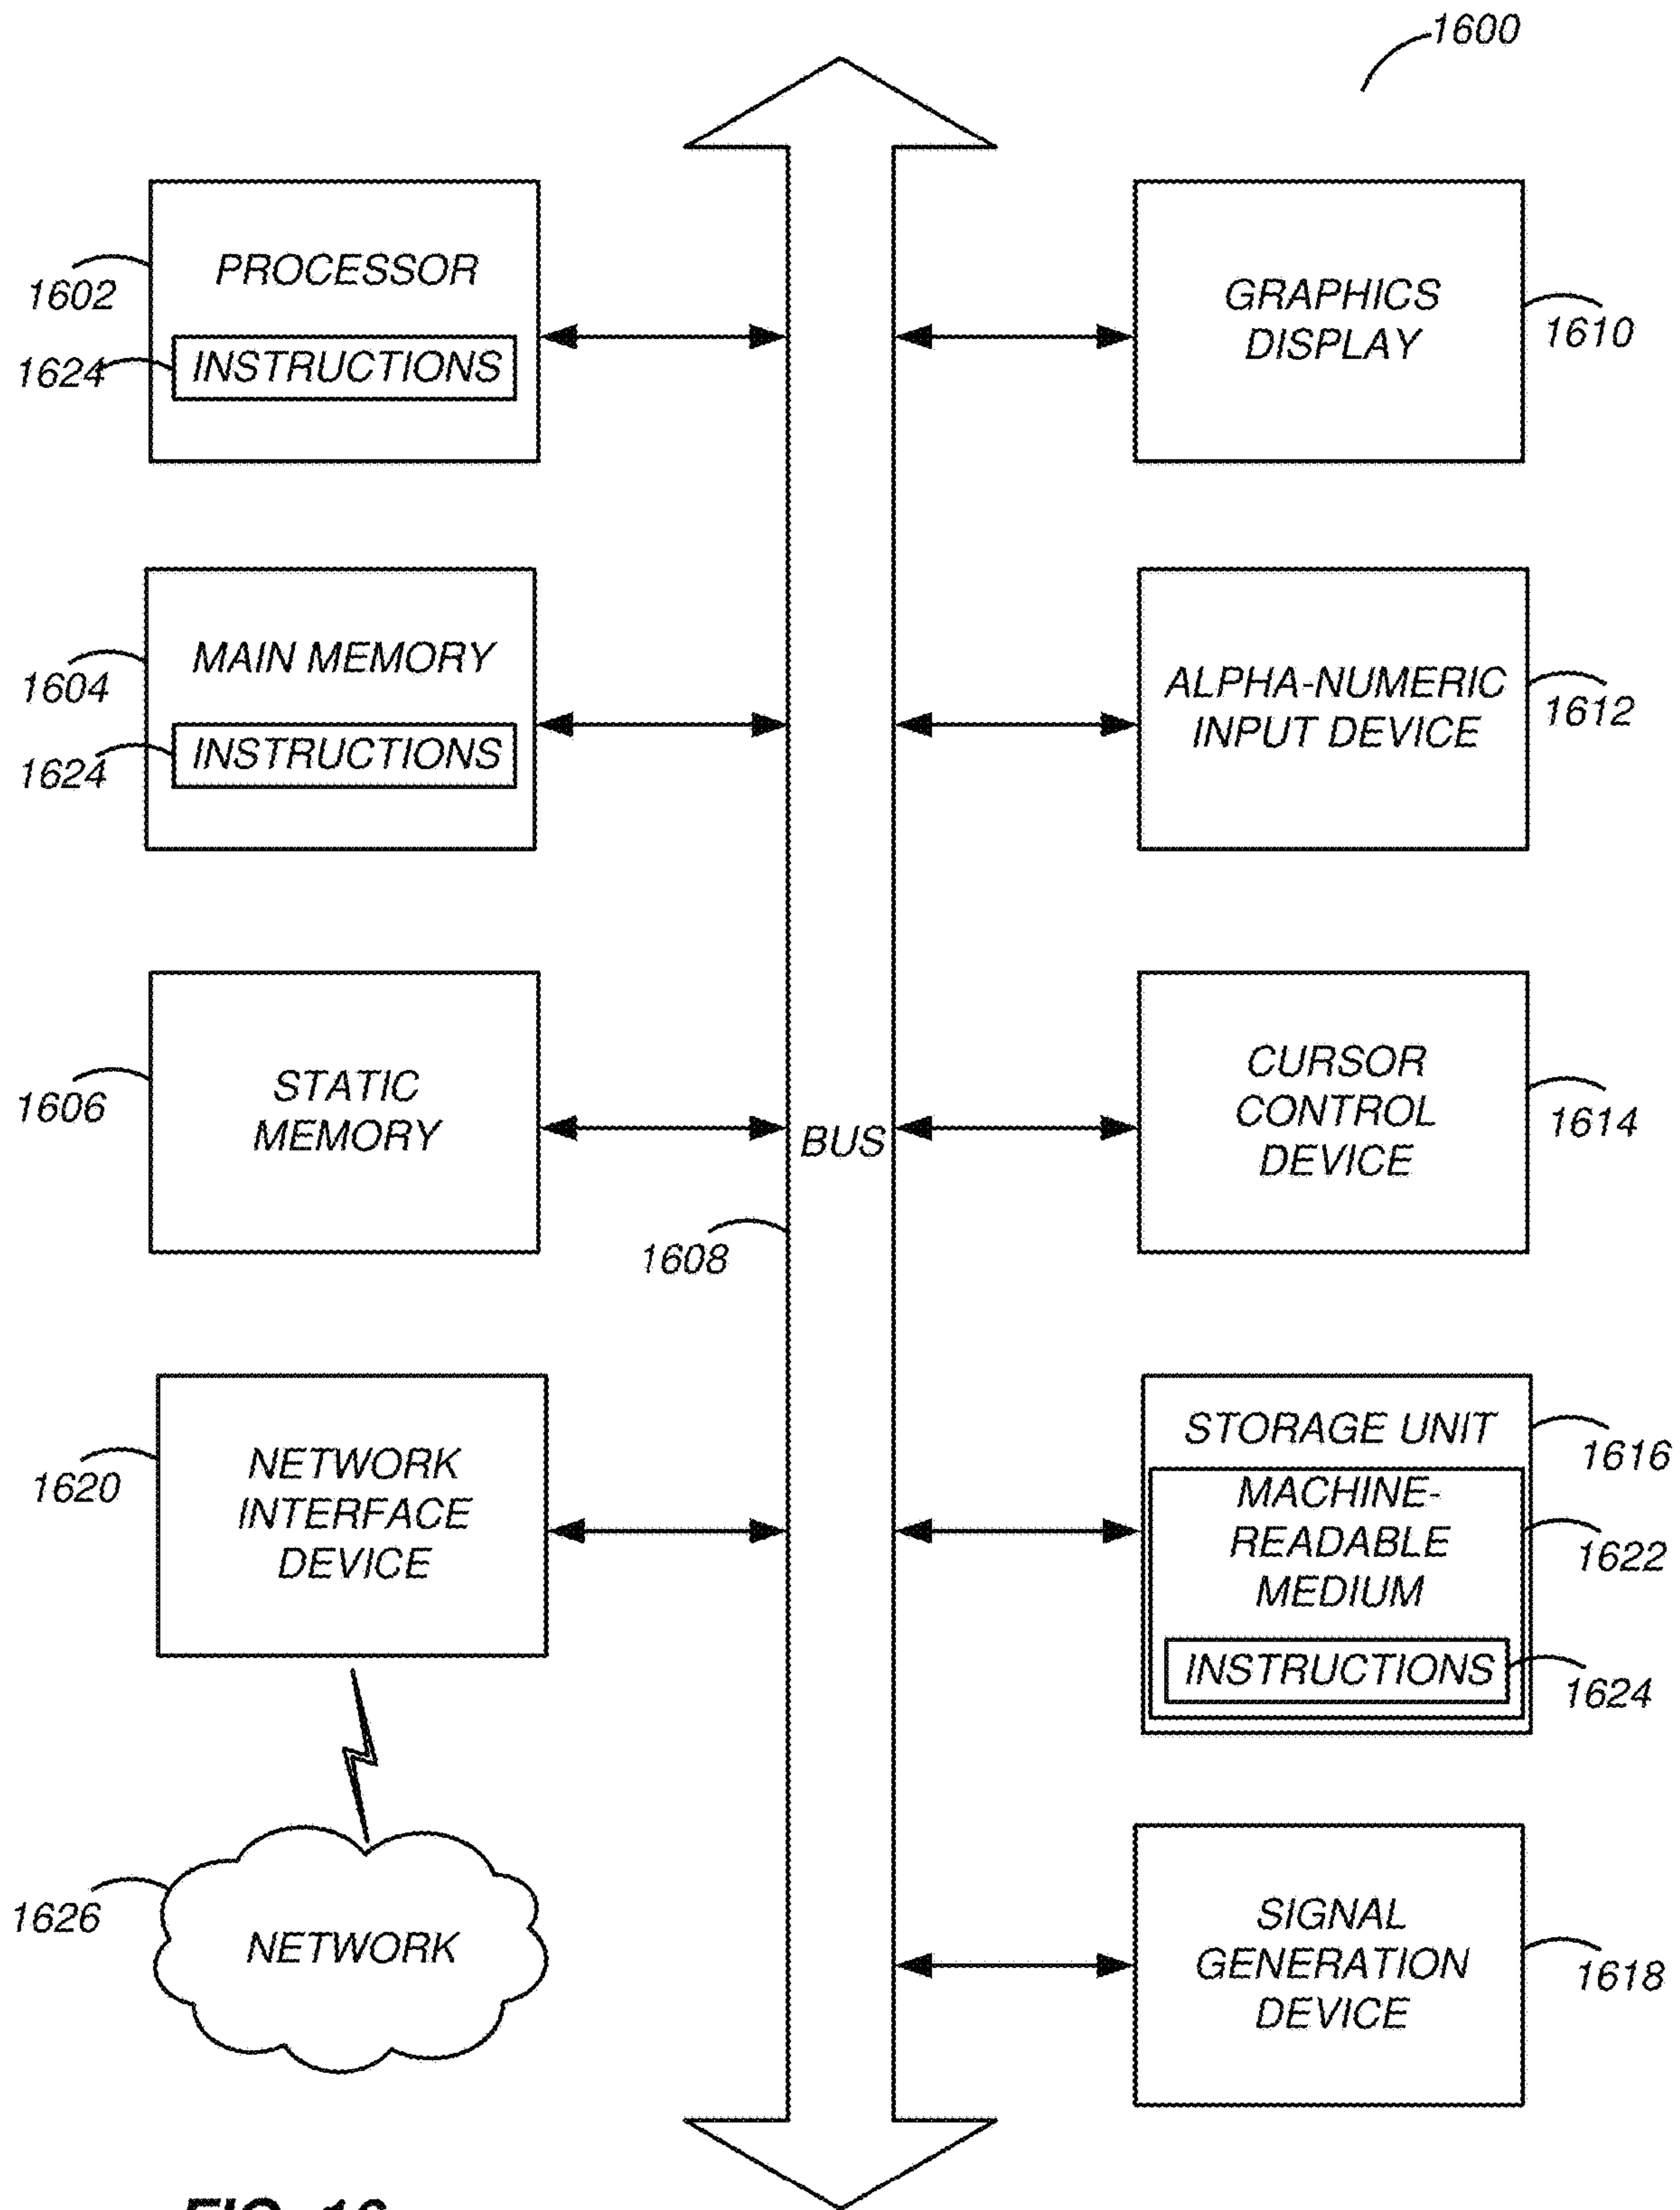 1600
PROCESSOR
1602
1624
INSTRUCTIONS
GRAPHICS
DISPLAY
1610
MAIN MEMORY
1604
1624
INSTRUCTIONS
ALPHA-NUMERIC
INPUT DEVICE
1612
STATIC
MEMORY
1606
BUS
1608
CURSOR
CONTROL
DEVICE
1614
NETWORK
INTERFACE
DEVICE
1620
STORAGE UNIT
1616
MACHINE-
READABLE
MEDIUM
1622
INSTRUCTIONS
1624
1626
NETWORK
SIGNAL
GENERATION
DEVICE
1618
FIG. 16